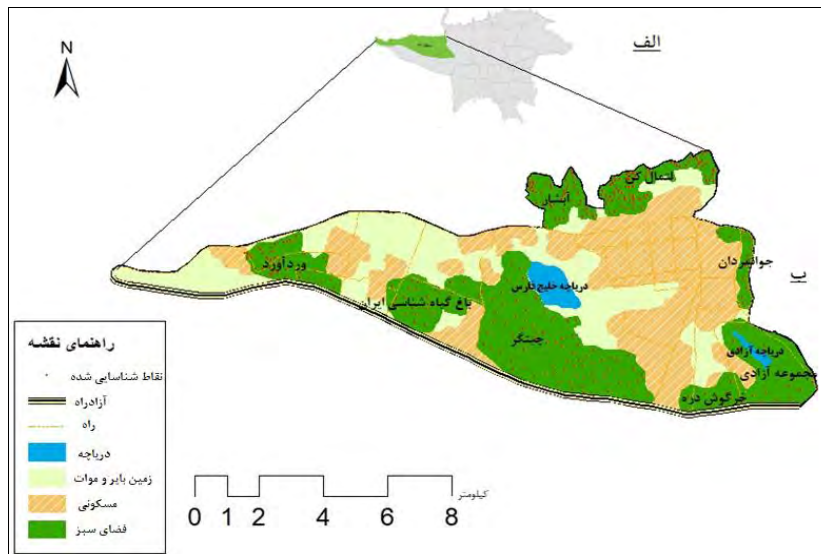 الف
N
شمال کن
آبشار
جوانمردان
وردآورد
دریاچه خلیج فارس
ب
باغ گیاه شناسی ایران
چیتگر
دریاچه آزادی
مجموعه آزادی
خرگوش دره
راهنمای نقشه
نقاط شناسایی شده
آزادراه
راه
دریاچه
زمین بایر و موات
مسکونی
فضای سبز
کیلومتر
0 1 2 4 6 8